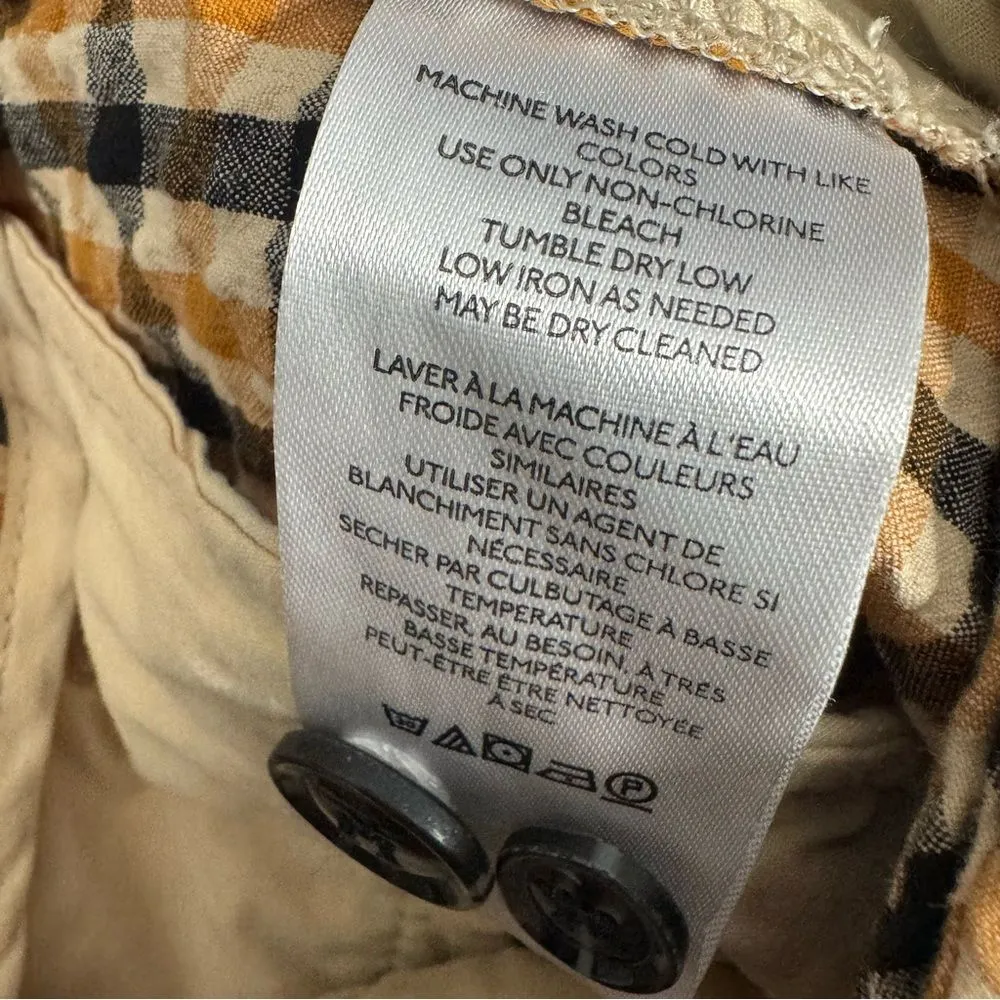 MACHINE WASH COLD WITH LIKE
COLORS
USE ONLY NON-CHLORINE
BLEACH
TUMBLE DRY LOW
LOW IRON AS NEEDED
MAY BE DRY CLEANED
LAVER À LA MACHINE À L'EAU
FROIDE AVEC COULEURS
SIMILAIRES
UTILISER UN AGENT DE
BLANCHIMENT SANS CHLORE SI
NÉCESSAIRE
SECHER PAR CULBUTAGE À BASSE
TEMPERATURE
REPASSER, AU BESOIN, À TRÉS
BASSE TEMPÉRATURE
PEUT-ÊTRE ÊTRE NETTOYÉE
À SEC
P